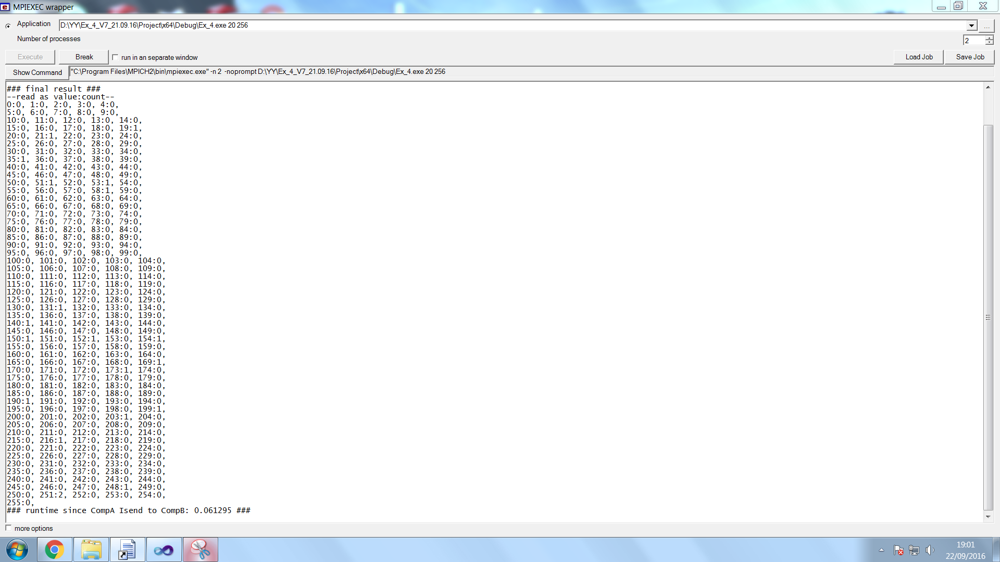 MPIEXEC wrapper
Application D:\YY\Ex_4_V7_21.09.16\Project\x64\Debug\Ex_4.exe 20 256 ...
Number of processes 2
Execute Break run in an separate window Load Job Save Job
Show Command "C:\Program Files\MPICH2\bin\mpiexec.exe" -n 2 -noprompt D:\YY\Ex_4_V7_21.09.16\Project\x64\Debug\Ex_4.exe 20 256
### final result ###
--read as value:count--
0:0, 1:0, 2:0, 3:0, 4:0,
5:0, 6:0, 7:0, 8:0, 9:0,
10:0, 11:0, 12:0, 13:0, 14:0,
15:0, 16:0, 17:0, 18:0, 19:1,
20:0, 21:1, 22:0, 23:0, 24:0,
25:0, 26:0, 27:0, 28:0, 29:0,
30:0, 31:0, 32:0, 33:0, 34:0,
35:1, 36:0, 37:0, 38:0, 39:0,
40:0, 41:0, 42:0, 43:0, 44:0,
45:0, 46:0, 47:0, 48:0, 49:0,
50:0, 51:1, 52:0, 53:1, 54:0,
55:0, 56:0, 57:0, 58:1, 59:0,
60:0, 61:0, 62:0, 63:0, 64:0,
65:0, 66:0, 67:0, 68:0, 69:0,
70:0, 71:0, 72:0, 73:0, 74:0,
75:0, 76:0, 77:0, 78:0, 79:0,
80:0, 81:0, 82:0, 83:0, 84:0,
85:0, 86:0, 87:0, 88:0, 89:0,
90:0, 91:0, 92:0, 93:0, 94:0,
95:0, 96:0, 97:0, 98:0, 99:0,
100:0, 101:0, 102:0, 103:0, 104:0,
105:0, 106:0, 107:0, 108:0, 109:0,
110:0, 111:0, 112:0, 113:0, 114:0,
115:0, 116:0, 117:0, 118:0, 119:0,
120:0, 121:0, 122:0, 123:0, 124:0,
125:0, 126:0, 127:0, 128:0, 129:0,
130:0, 131:1, 132:0, 133:0, 134:0,
135:0, 136:0, 137:0, 138:0, 139:0,
140:1, 141:0, 142:0, 143:0, 144:0,
145:0, 146:0, 147:0, 148:0, 149:0,
150:1, 151:0, 152:1, 153:0, 154:1,
155:0, 156:0, 157:0, 158:0, 159:0,
160:0, 161:0, 162:0, 163:0, 164:0,
165:0, 166:0, 167:0, 168:0, 169:1,
170:0, 171:0, 172:0, 173:1, 174:0,
175:0, 176:0, 177:0, 178:0, 179:0,
180:0, 181:0, 182:0, 183:0, 184:0,
185:0, 186:0, 187:0, 188:0, 189:0,
190:1, 191:0, 192:0, 193:0, 194:0,
195:0, 196:0, 197:0, 198:0, 199:1,
200:0, 201:0, 202:0, 203:1, 204:0,
205:0, 206:0, 207:0, 208:0, 209:0,
210:0, 211:0, 212:0, 213:0, 214:0,
215:0, 216:1, 217:0, 218:0, 219:0,
220:0, 221:0, 222:0, 223:0, 224:0,
225:0, 226:0, 227:0, 228:0, 229:0,
230:0, 231:0, 232:0, 233:0, 234:0,
235:0, 236:0, 237:0, 238:0, 239:0,
240:0, 241:0, 242:0, 243:0, 244:0,
245:0, 246:0, 247:0, 248:1, 249:0,
250:0, 251:2, 252:0, 253:0, 254:0,
255:0,
### runtime since CompA Isend to CompB: 0.061295 ###
more options
19:01
22/09/2016